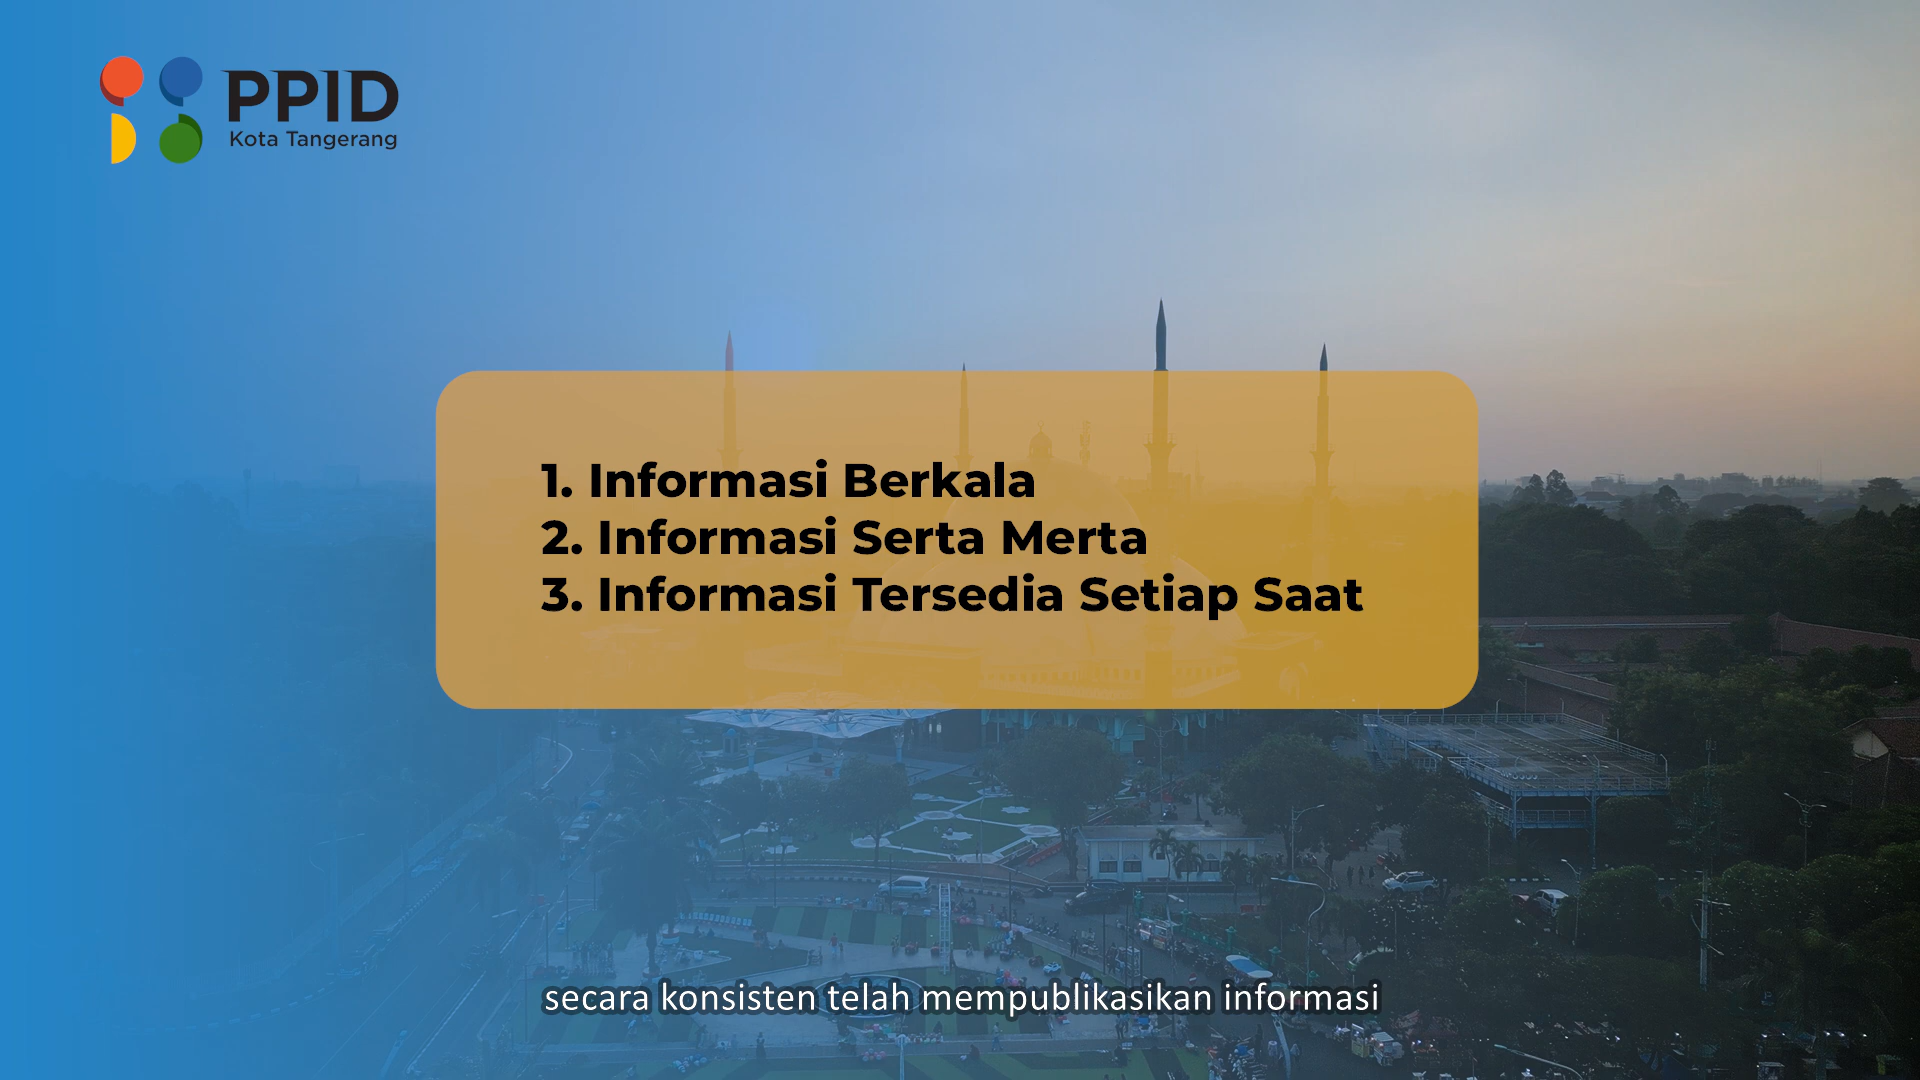 PPID
Kota Tangerang
1. Informasi Berkala
2. Informasi Serta Merta
3. Informasi Tersedia Setiap Saat
secara konsisten telah mempublikasikan informasi